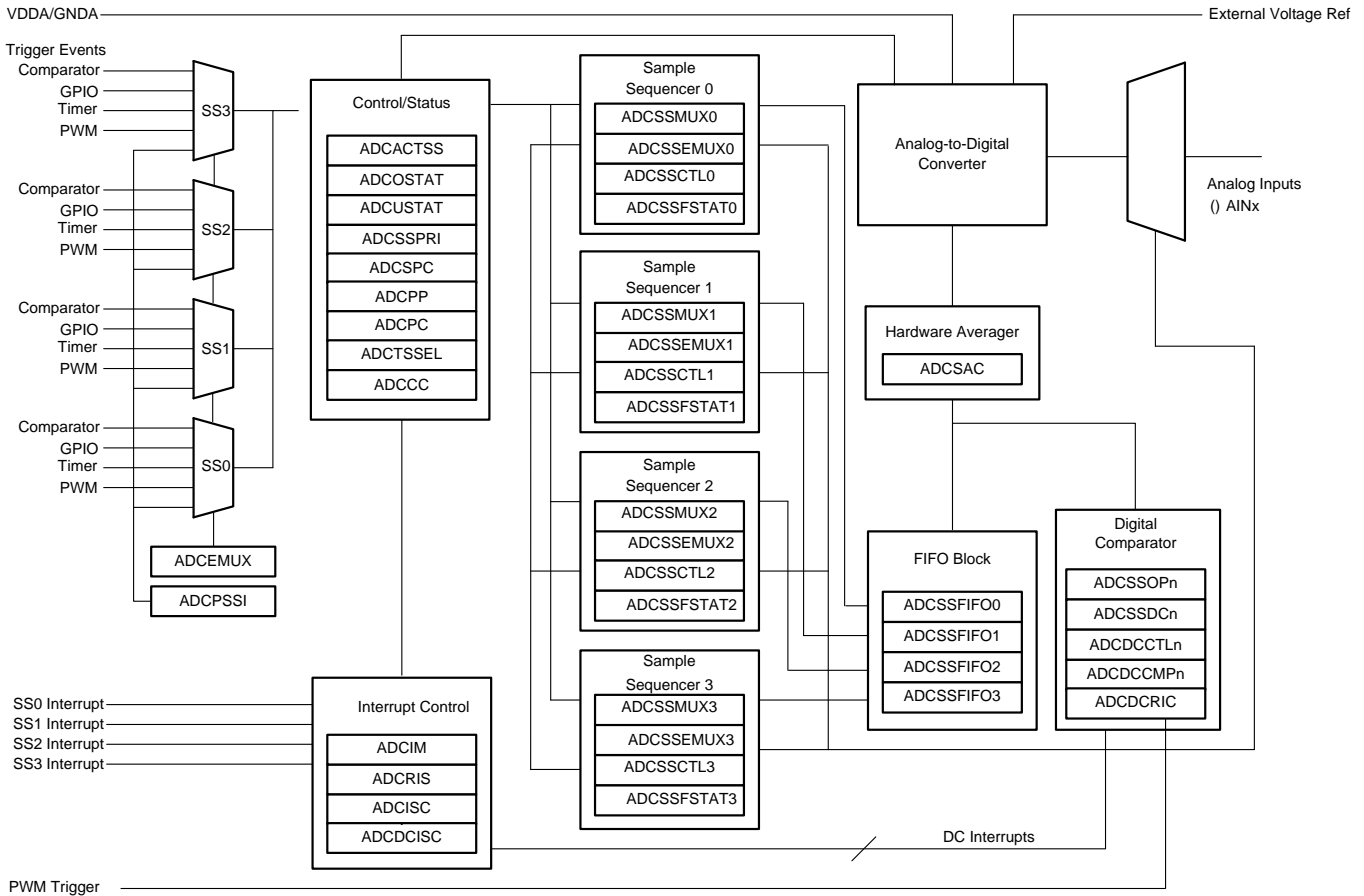 VDDA/GNDA
External Voltage Ref
Trigger Events
Comparator
GPIO
Timer
PWM
SS3
Comparator
GPIO
Timer
PWM
SS2
Comparator
GPIO
Timer
PWM
SS1
Comparator
GPIO
Timer
PWM
SS0
ADCEMUX
ADCPSSI
Control/Status
ADCACTSS
ADCOSTAT
ADCUSTAT
ADCSSPRI
ADCSPC
ADCPP
ADCPC
ADCTSSEL
ADCCC
SS0 Interrupt
SS1 Interrupt
SS2 Interrupt
SS3 Interrupt
Interrupt Control
ADCIM
ADCRIS
ADCISC
ADCDCISC
Sample
Sequencer 0
ADCSSMUX0
ADCSSEMUX0
ADCSSCTL0
ADCSSFSTAT0
Sample
Sequencer 1
ADCSSMUX1
ADCSSEMUX1
ADCSSCTL1
ADCSSFSTAT1
Sample
Sequencer 2
ADCSSMUX2
ADCSSEMUX2
ADCSSCTL2
ADCSSFSTAT2
Sample
Sequencer 3
ADCSSMUX3
ADCSSEMUX3
ADCSSCTL3
ADCSSFSTAT3
Analog-to-Digital
Converter
Analog Inputs
() AINx
Hardware Averager
ADCSAC
FIFO Block
ADCSSFIFO0
ADCSSFIFO1
ADCSSFIFO2
ADCSSFIFO3
Digital
Comparator
ADCSSOPn
ADCSSDCn
ADCDCCTLn
ADCDCCMPn
ADCDCRIC
DC Interrupts
PWM Trigger